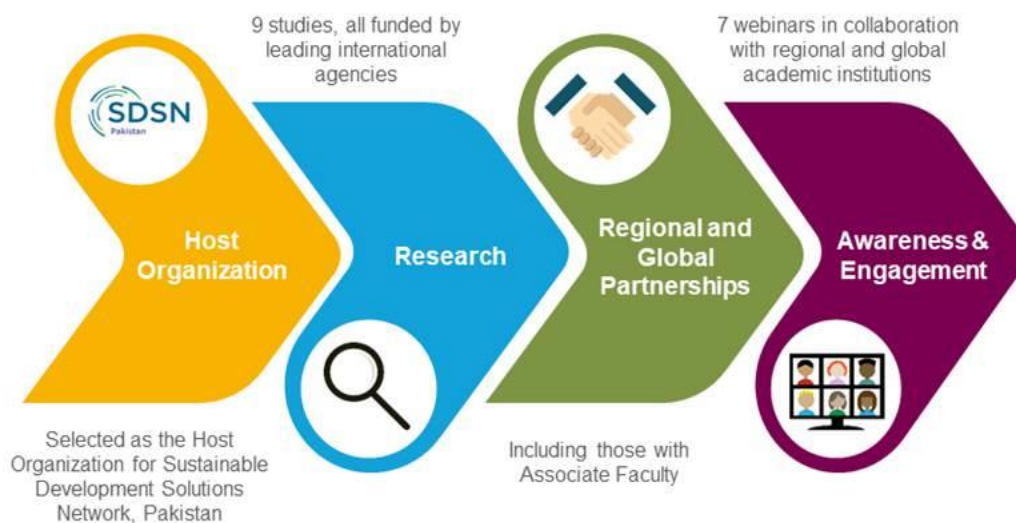 9 studies, all funded by
leading international
agencies
7 webinars in collaboration
with regional and global
academic institutions
SDSN
Pakistan
Host
Organization
Research
Regional and
Global
Partnerships
Awareness &
Engagement
Selected as the Host
Organization for Sustainable
Development Solutions
Network, Pakistan
Including those with
Associate Faculty